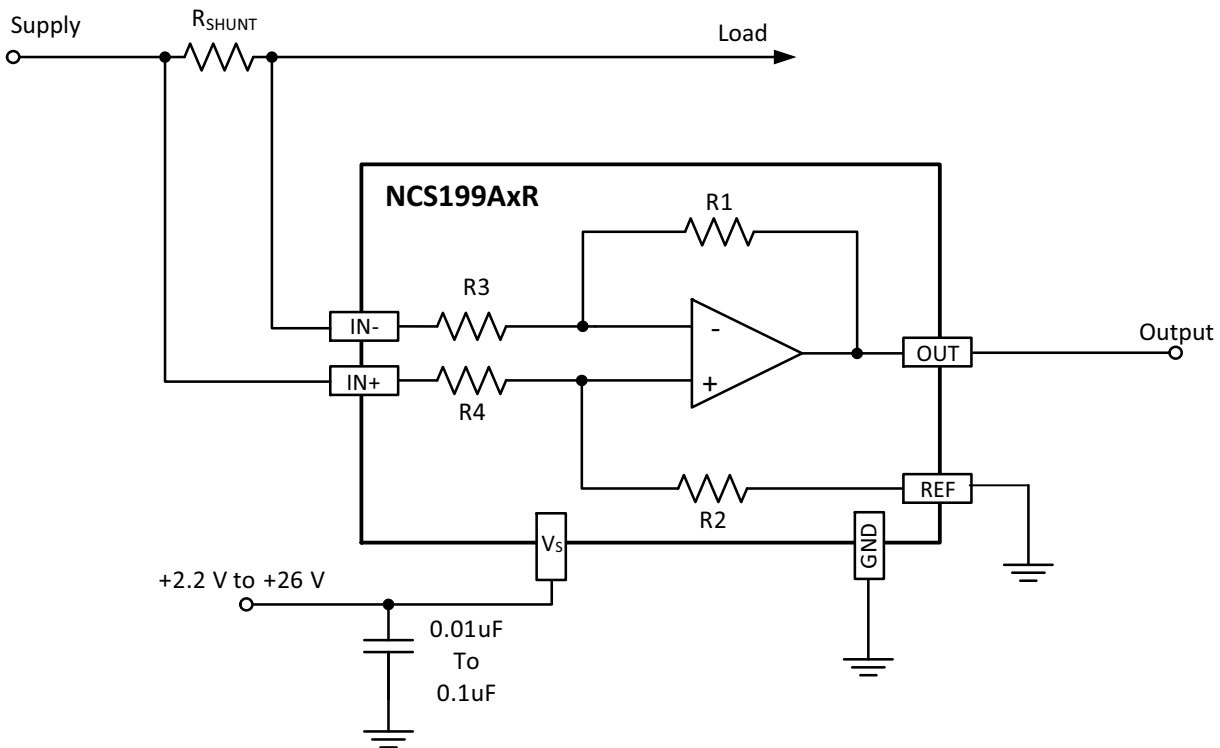 Supply
RSHUNT
Load
NCS199AxR
R1
R3
IN-
-
OUT
Output
IN+
+
R4
REF
R2
VS
GND
+2.2 V to +26 V
0.01uF
To
0.1uF